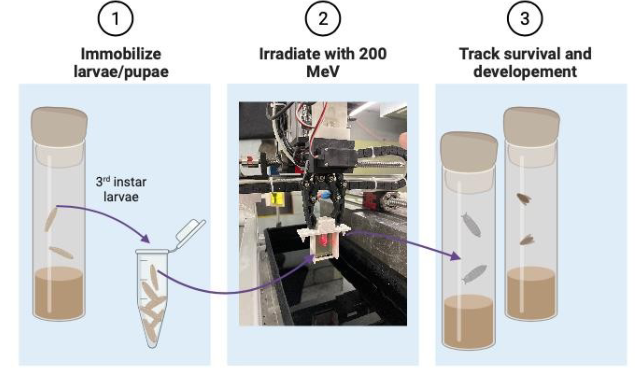 1
Immobilize
larvae/pupae
3rd instar
larvae
2
Irradiate with 200
MeV
3
Track survival and
developement